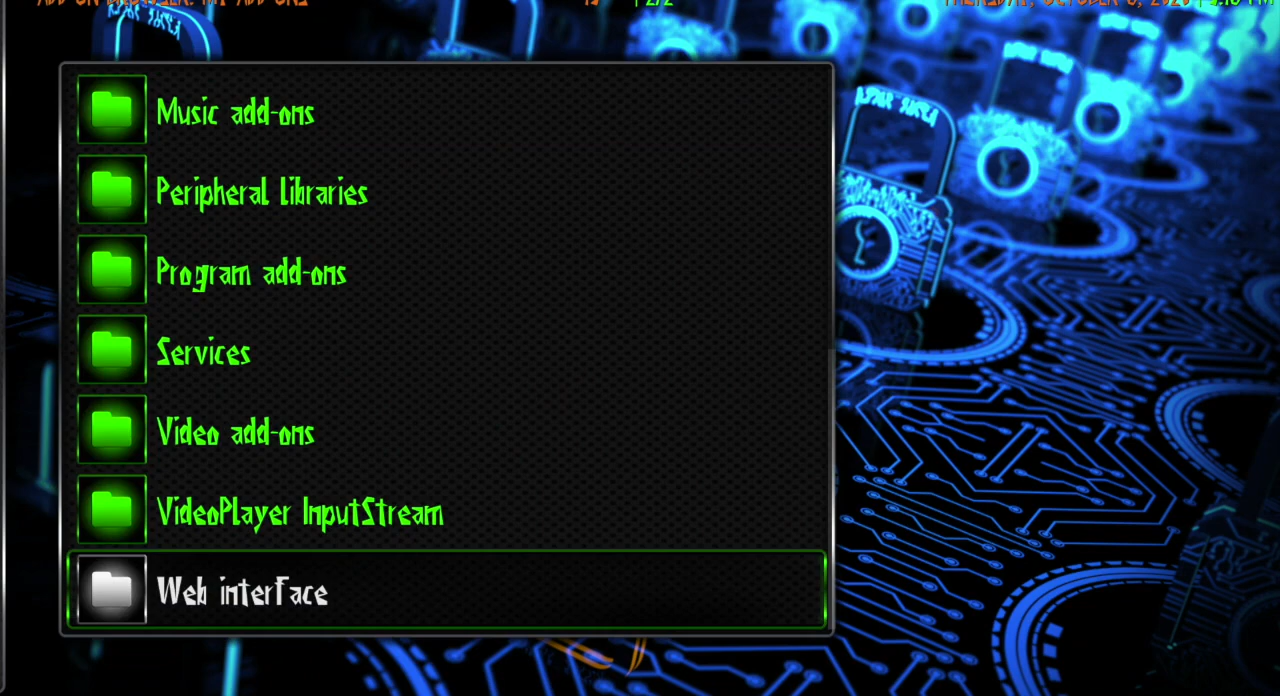 Music add-ons
Peripheral libraries
Program add-ons
Services
Video add-ons
VideoPlayer InputStream
Web interface